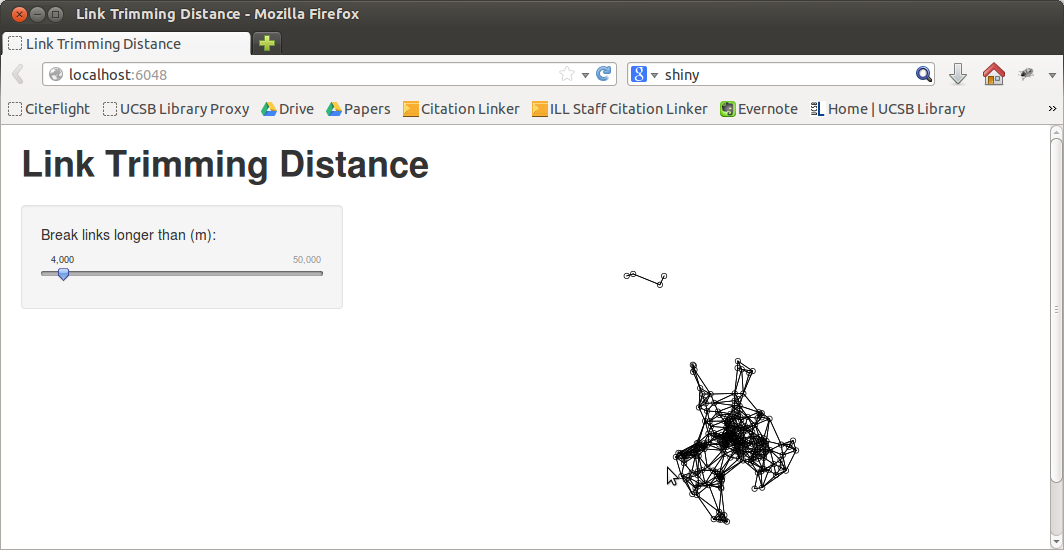 Link Trimming Distance - Mozilla Firefox
Link Trimming Distance
localhost:6048
shiny
CiteFlight UCSB Library Proxy Drive Papers Citation Linker ILL Staff Citation Linker Evernote Home | UCSB Library »
Link Trimming Distance
Break links longer than (m):
4,000 50,000